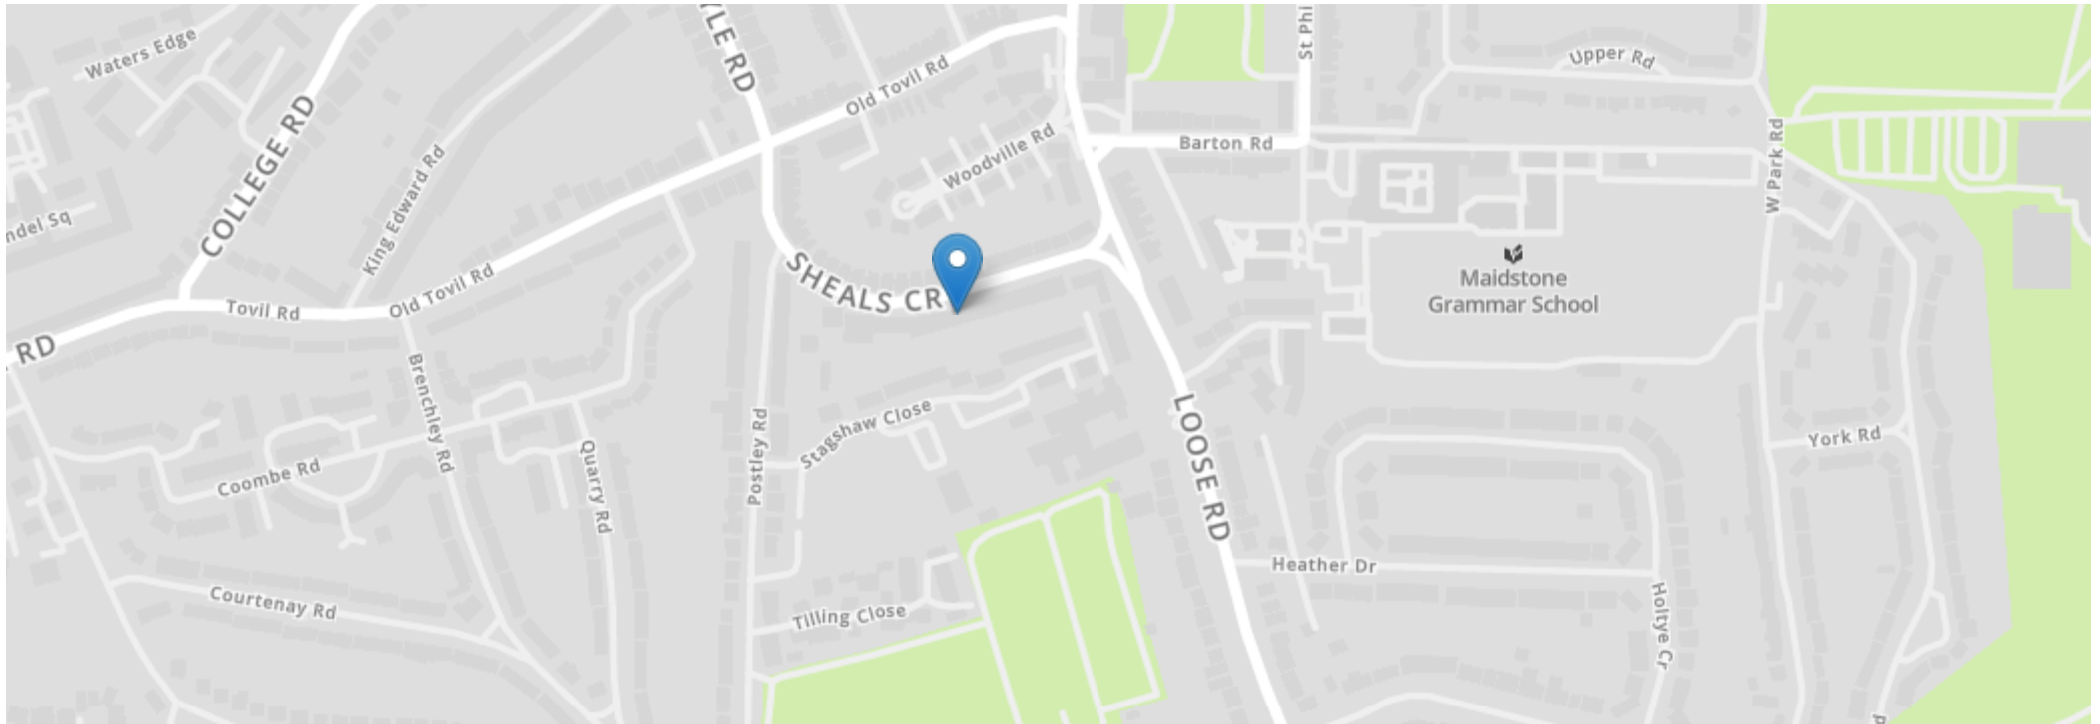 Waters Edge
COLLEGE RD
King Edward Rd
ndel Sq
YLE RD
Old Tovil Rd
Woodville Rd
St Phi
Barton Rd
Upper Rd
W Park Rd
SHEALS CR
Maidstone
Grammar School
Tovil Rd
Old Tovil Rd
RD
Brenchley Rd
Coombe Rd
Quarry Rd
Postley Rd
Stagshaw Close
LOOSE RD
York Rd
Heather Dr
Holtye Cr
Courtenay Rd
Tilling Close